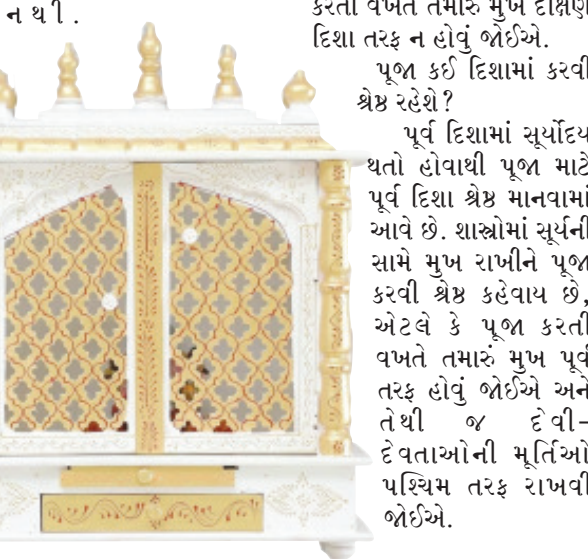 નથી.
કરતી વખતે તમારું મુખ દક્ષિણ
દિશા તરફ ન હોવું જોઈએ.
પૂજા કઈ દિશામાં કરવી
શ્રેષ્ઠ રહેશે?
પૂર્વ દિશામાં સૂર્યોદય
થતો હોવાથી પૂજા માટે
પૂર્વ દિશા શ્રેષ્ઠ માનવામાં
આવે છે. શાસ્ત્રોમાં સૂર્યની
સામે મુખ રાખીને પૂજા
કરવી શ્રેષ્ઠ કહેવાય છે,
એટલે કે પૂજા કરતી
વખતે તમારું મુખ પૂર્વ
તરફ હોવું જોઈએ અને
તેથી જ દેવી-
દેવતાઓની મૂર્તિઓ
પશ્ચિમ તરફ રાખવી
જોઈએ.